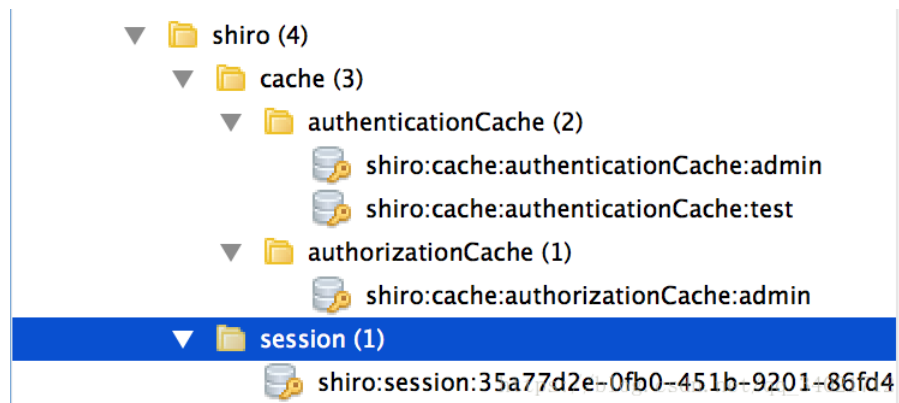 shiro (4)
cache (3)
authenticationCache (2)
shiro:cache:authenticationCache:admin
shiro:cache:authenticationCache:test
authorizationCache (1)
shiro:cache:authorizationCache:admin
session (1)
shiro:session:35a77d2e-0fb0-451b-9201-86fd4